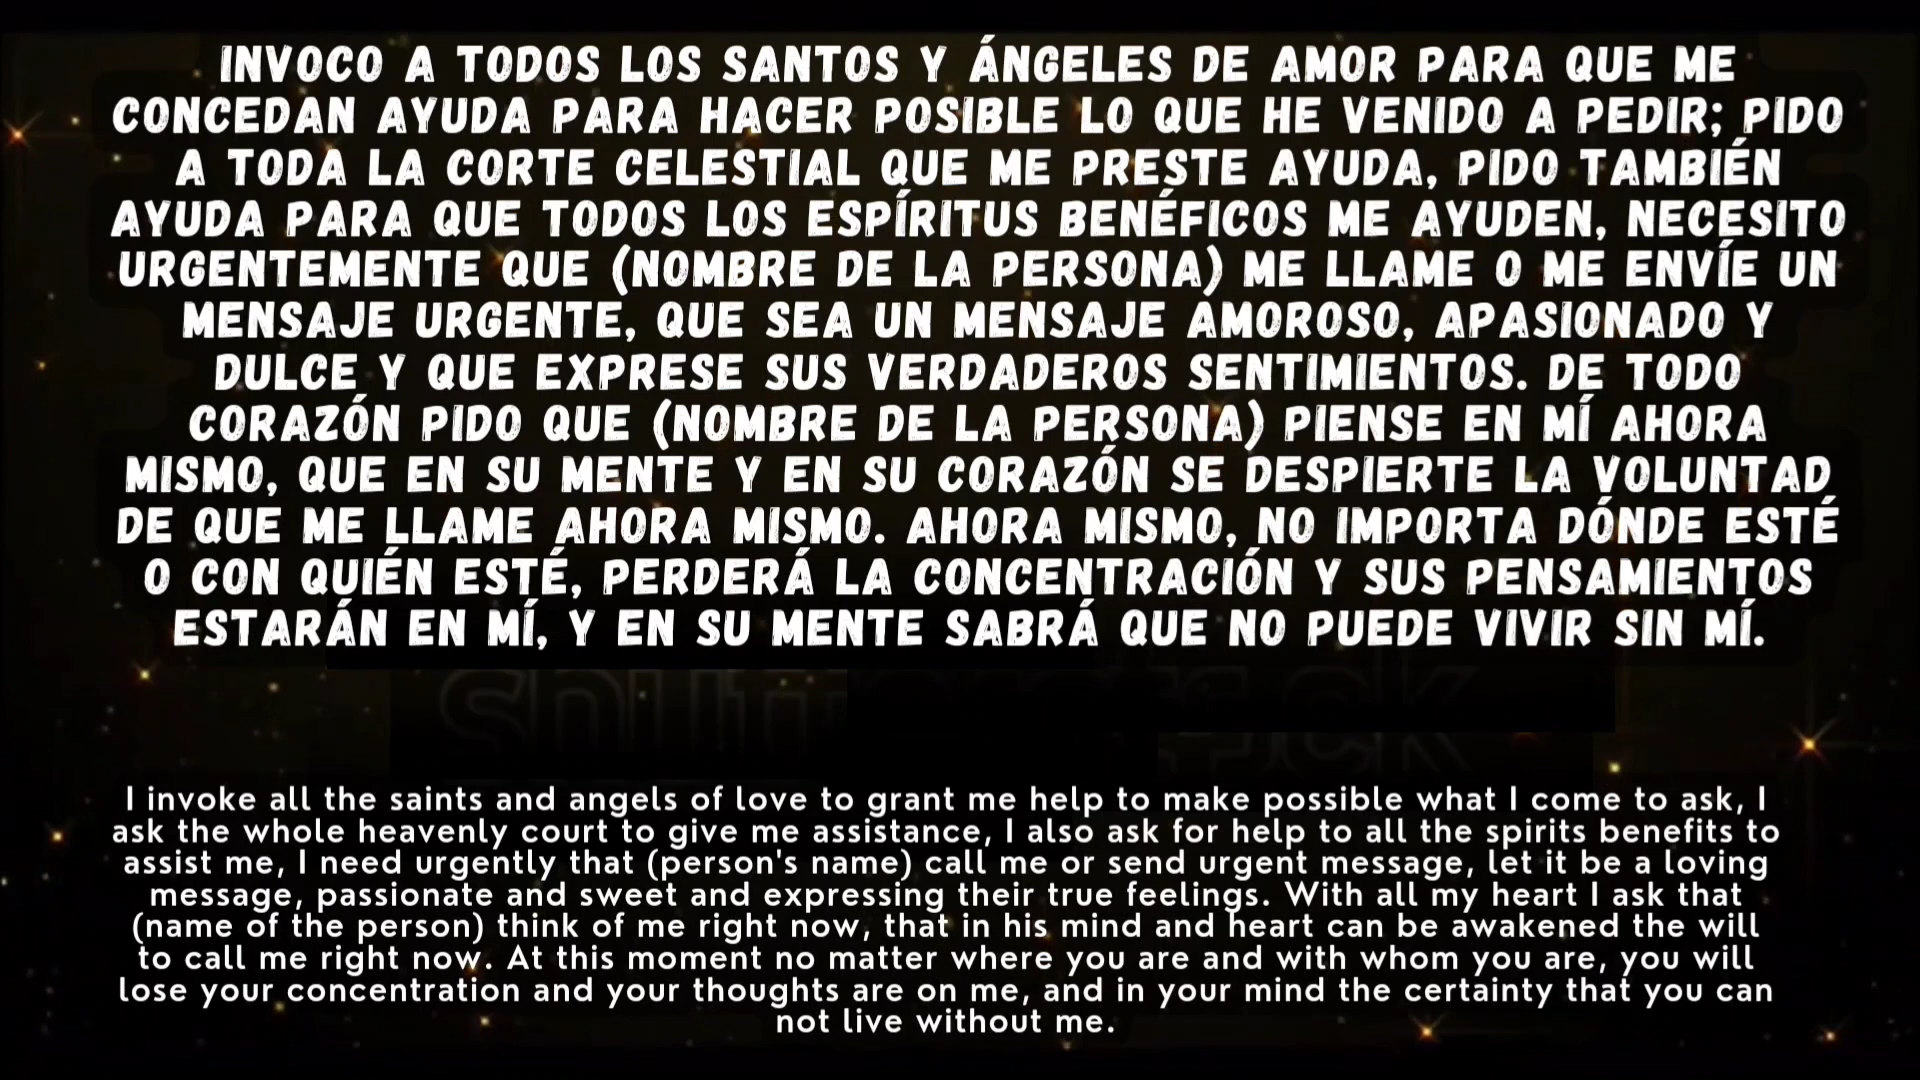 INVOCO A TODOS LOS SANTOS Y ÁNGELES DE AMOR PARA QUE ME
CONCEDAN AYUDA PARA HACER POSIBLE LO QUE HE VENIDO A PEDIR; PIDO
A TODA LA CORTE CELESTIAL QUE ME PRESTE AYUDA, PIDO TAMBIÉN
AYUDA PARA QUE TODOS LOS ESPÍRITUS BENÉFICOS ME AYUDEN, NECESITO
URGENTEMENTE QUE (NOMBRE DE LA PERSONA) ME LLAME O ME ENVÍE UN
MENSAJE URGENTE, QUE SEA UN MENSAJE AMOROSO, APASIONADO Y
DULCE Y QUE EXPRESE SUS VERDADEROS SENTIMIENTOS. DE TODO
CORAZÓN PIDO QUE (NOMBRE DE LA PERSONA) PIENSE EN MÍ AHORA
MISMO, QUE EN SU MENTE Y EN SU CORAZÓN SE DESPIERTE LA VOLUNTAD
DE QUE ME LLAME AHORA MISMO. AHORA MISMO, NO IMPORTA DÓNDE ESTÉ
O CON QUIÉN ESTÉ, PERDERÁ LA CONCENTRACIÓN Y SUS PENSAMIENTOS
ESTARÁN EN MÍ, Y EN SU MENTE SABRÁ QUE NO PUEDE VIVIR SIN MÍ.
I invoke all the saints and angels of love to grant me help to make possible what I come to ask, I
ask the whole heavenly court to give me assistance, I also ask for help to all the spirits benefits to
assist me, I need urgently that (person's name) call me or send urgent message, let it be a loving
message, passionate and sweet and expressing their true feelings. With all my heart I ask that
(name of the person) think of me right now, that in his mind and heart can be awakened the will
to call me right now. At this moment no matter where you are and with whom you are, you will
lose your concentration and your thoughts are on me, and in your mind the certainty that you can
not live without me.